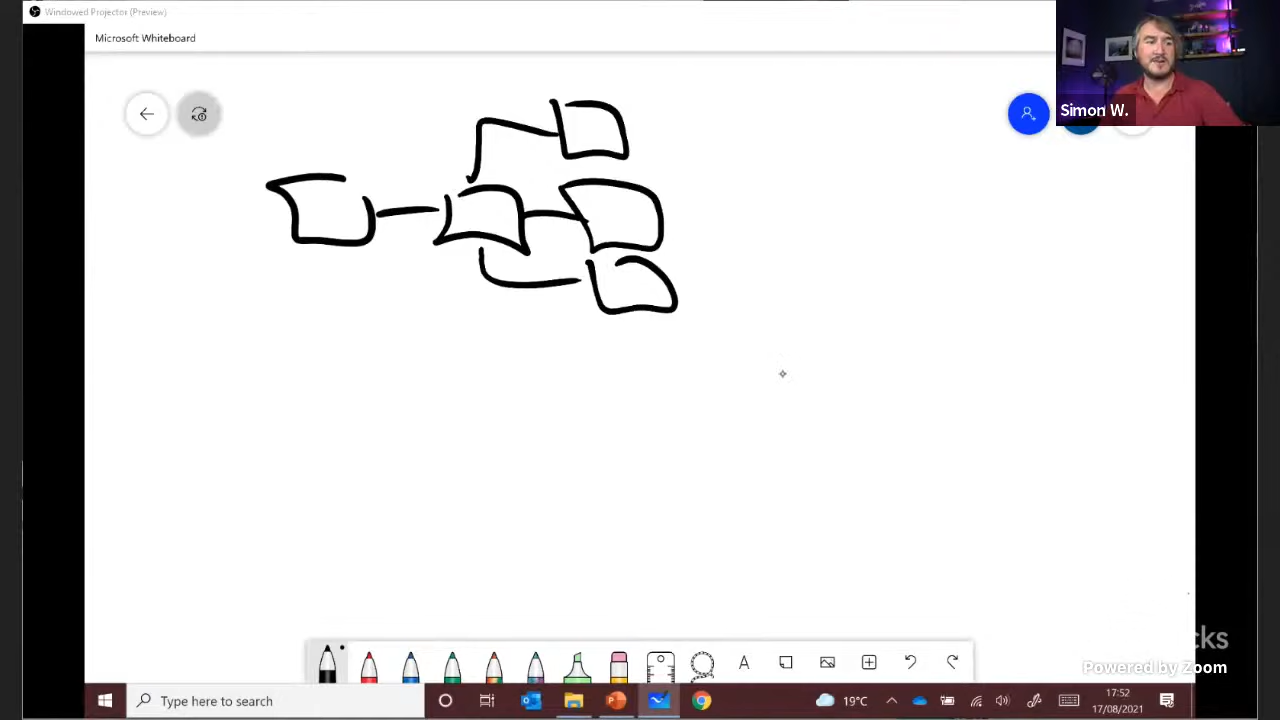 Windowed Projector (Preview)
Microsoft Whiteboard
Simon W.
A
cks
Powered by Zoom
Type here to search
19°C
17:52
17/08/2021